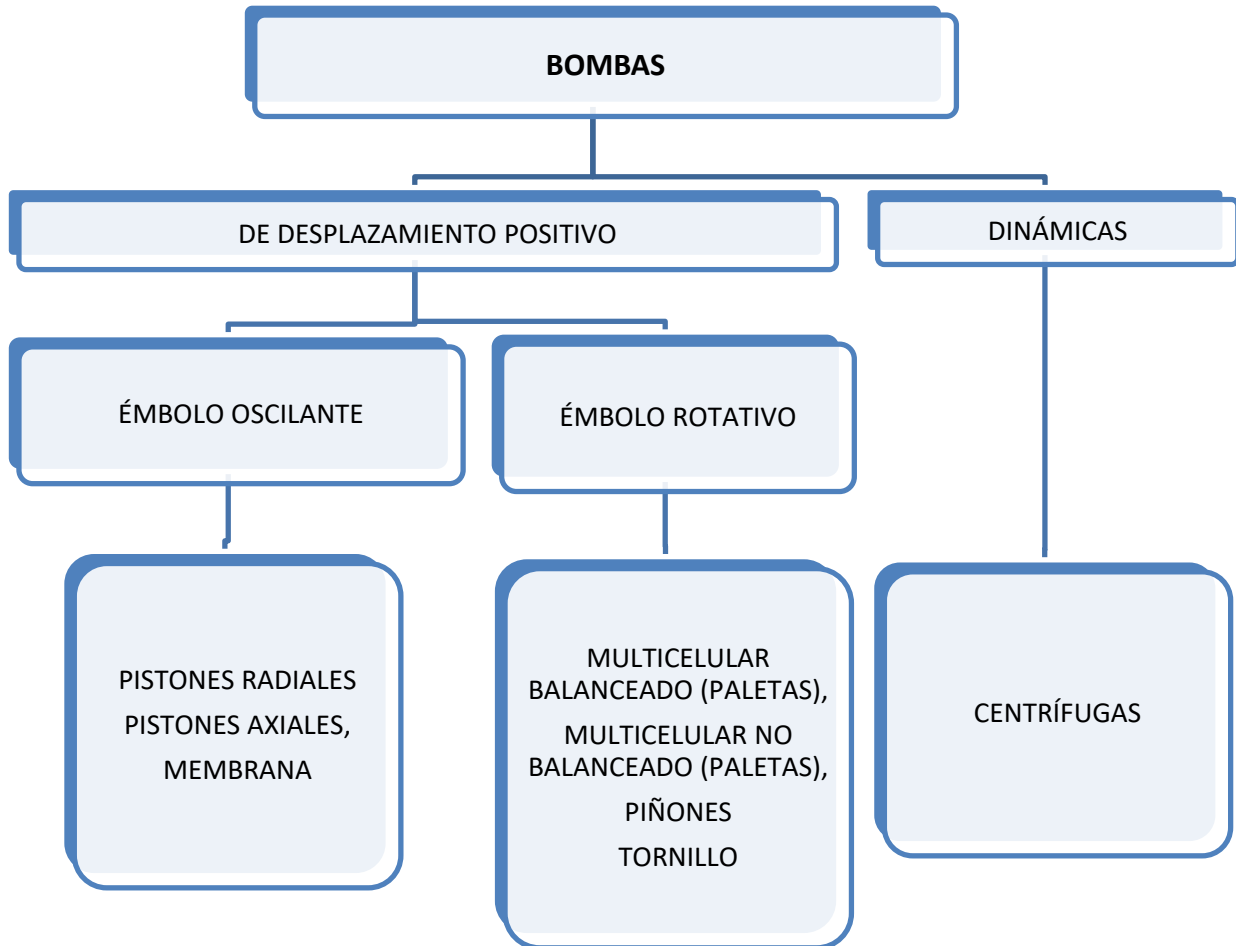 BOMBAS
DE DESPLAZAMIENTO POSITIVO
DINÁMICAS
ÉMBOLO OSCILANTE
ÉMBOLO ROTATIVO
PISTONES RADIALES
PISTONES AXIALES,
MEMBRANA
MULTICELULAR
BALANCEADO (PALETAS),
MULTICELULAR NO
BALANCEADO (PALETAS),
PIÑONES
TORNILLO
CENTRÍFUGAS